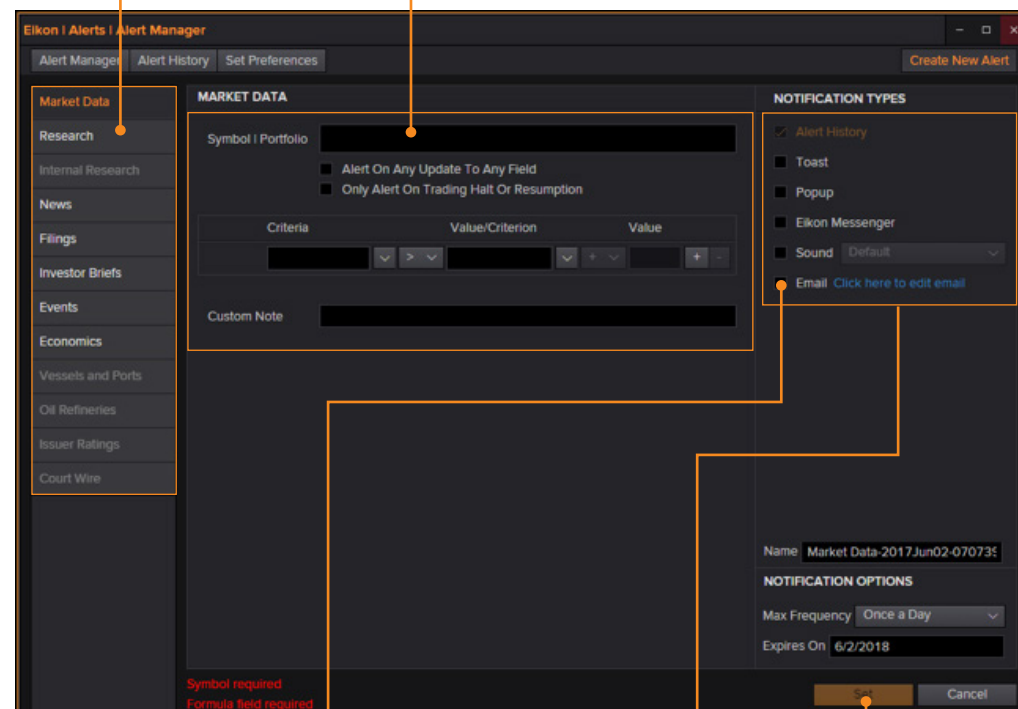 Eikon | Alerts | Alert Manager
Alert Manager Alert History Set Preferences Create New Alert
Market Data
Research
Internal Research
News
Filings
Investor Briefs
Events
Economics
Vessels and Ports
Oil Refineries
Issuer Ratings
Court Wire
MARKET DATA
Symbol | Portfolio
Alert On Any Update To Any Field
Only Alert On Trading Halt Or Resumption
Criteria Value/Criterion Value
> + + -
Custom Note
Symbol required
Formula field required
NOTIFICATION TYPES
Alert History
Toast
Popup
Eikon Messenger
Sound Default
Email Click here to edit email
Name Market Data-2017Jun02-070739
NOTIFICATION OPTIONS
Max Frequency Once a Day
Expires On 6/2/2018
Set Cancel